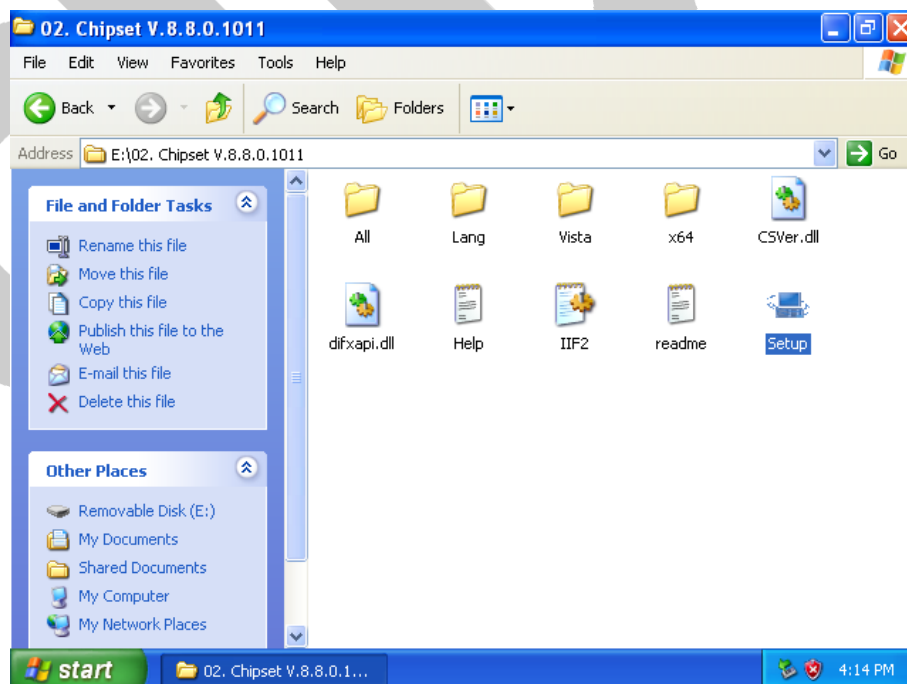 02. Chipset V.8.8.0.1011
File Edit View Favorites Tools Help
Back Search Folders
Address E:\02. Chipset V.8.8.0.1011 Go
File and Folder Tasks
Rename this file
Move this file
Copy this file
Publish this file to the
Web
E-mail this file
Delete this file
Other Places
Removable Disk (E:)
My Documents
Shared Documents
My Computer
My Network Places
All Lang Vista x64 CSVer.dll
difxapi.dll Help IIF2 readme Setup
start 02. Chipset V.8.8.0.1... 4:14 PM